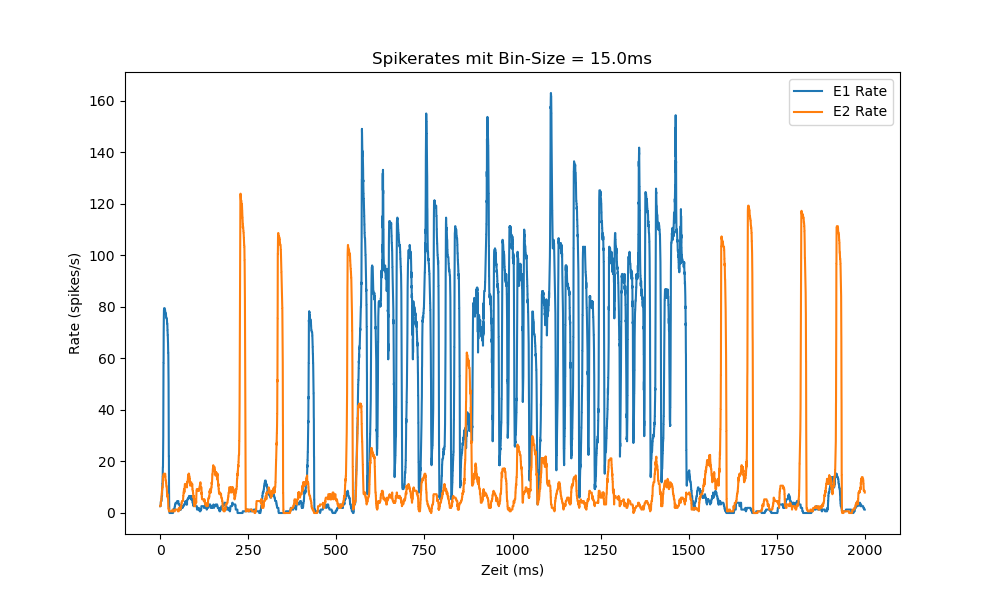 Spikerates mit Bin-Size = 15.0ms
E1 Rate
E2 Rate
Rate (spikes/s)
160
140
120
100
80
60
40
20
0
0 250 500 750 1000 1250 1500 1750 2000
Zeit (ms)